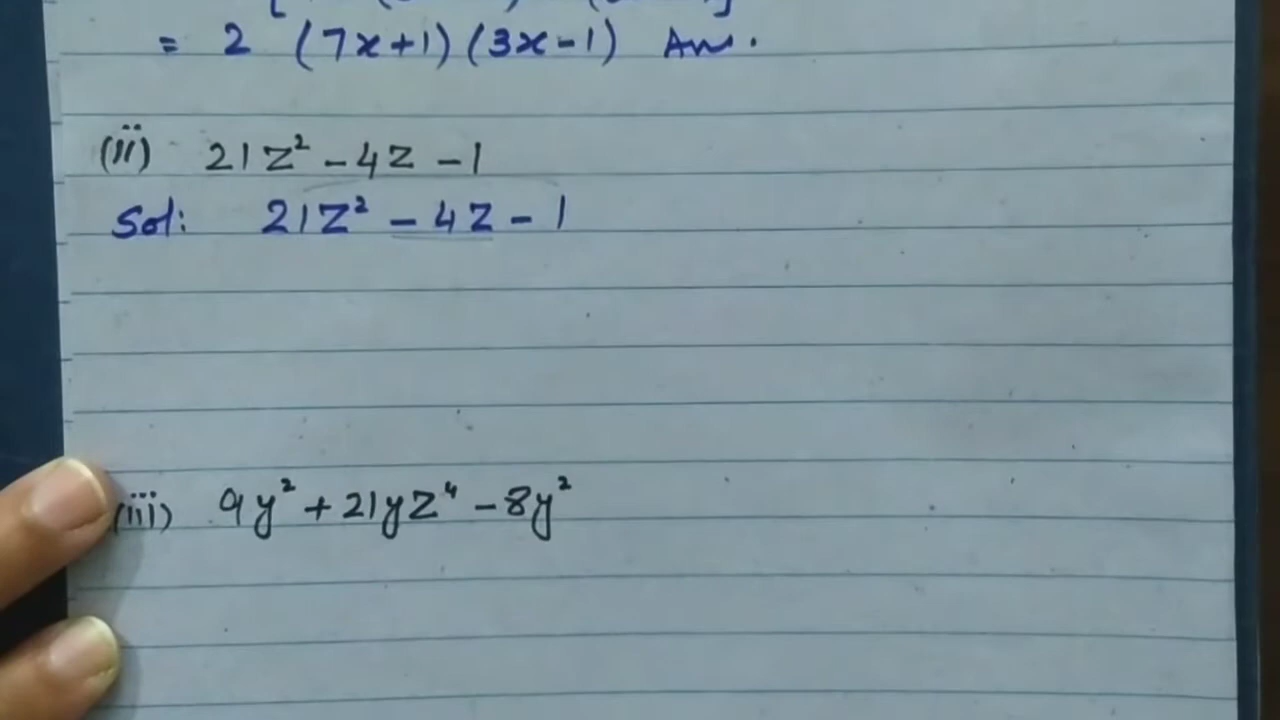 = 2 (7x+1) (3x-1) Ans.
(ii) 21z² - 4z - 1
Sol: 21z² - 4z - 1
(iii) 9y² + 21yz⁴ - 8y²